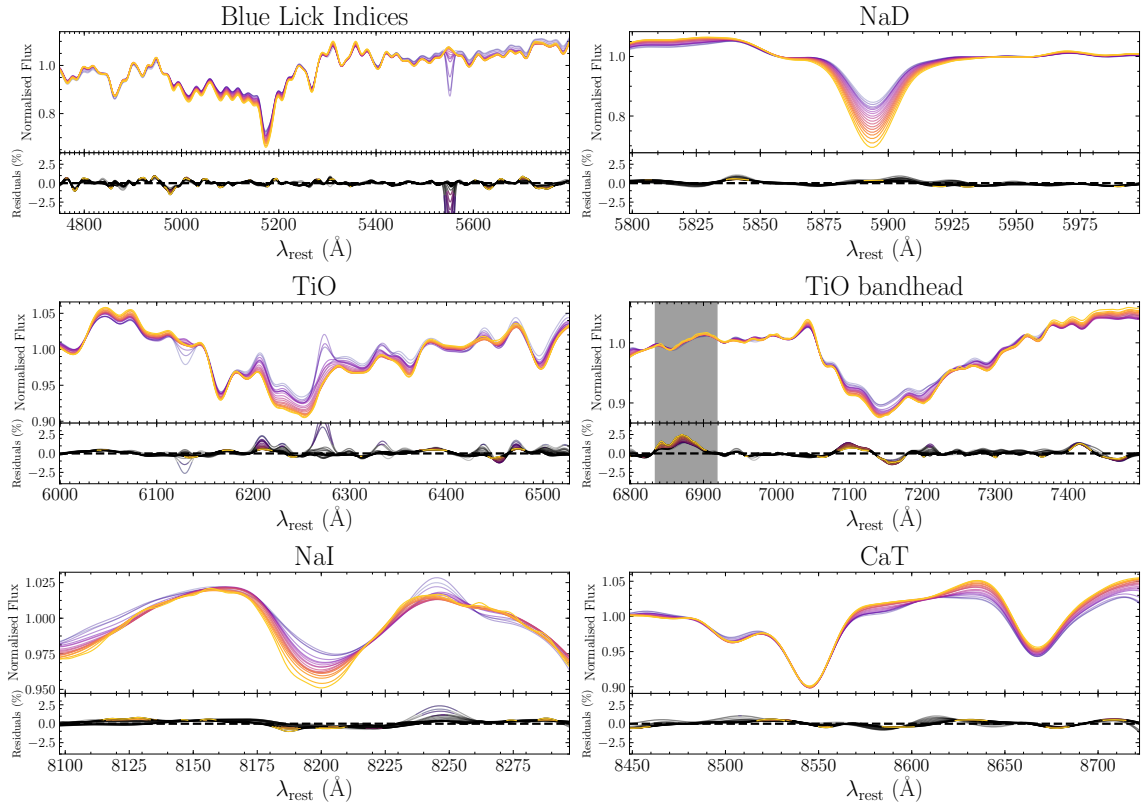 Blue Lick Indices
NaD
Normalised Flux
1.0
0.8
Normalised Flux
1.0
0.9
0.8
0.7
Residuals (%)
2.5
0.0
−2.5
Residuals (%)
2.5
0.0
−2.5
4800 5000 5200 5400 5600
5800 5825 5850 5875 5900 5925 5950 5975
λrest (Å)
λrest (Å)
TiO
TiO bandhead
Normalised Flux
1.05
1.00
0.95
0.90
Normalised Flux
1.0
0.9
Residuals (%)
2.5
0.0
−2.5
Residuals (%)
2.5
0.0
−2.5
6000 6100 6200 6300 6400 6500
6800 6900 7000 7100 7200 7300 7400
λrest (Å)
λrest (Å)
NaI
CaT
Normalised Flux
1.025
1.000
0.975
0.950
Normalised Flux
1.05
1.00
0.95
0.90
Residuals (%)
2.5
0.0
−2.5
Residuals (%)
2.5
0.0
−2.5
8100 8125 8150 8175 8200 8225 8250 8275
8450 8500 8550 8600 8650 8700
λrest (Å)
λrest (Å)